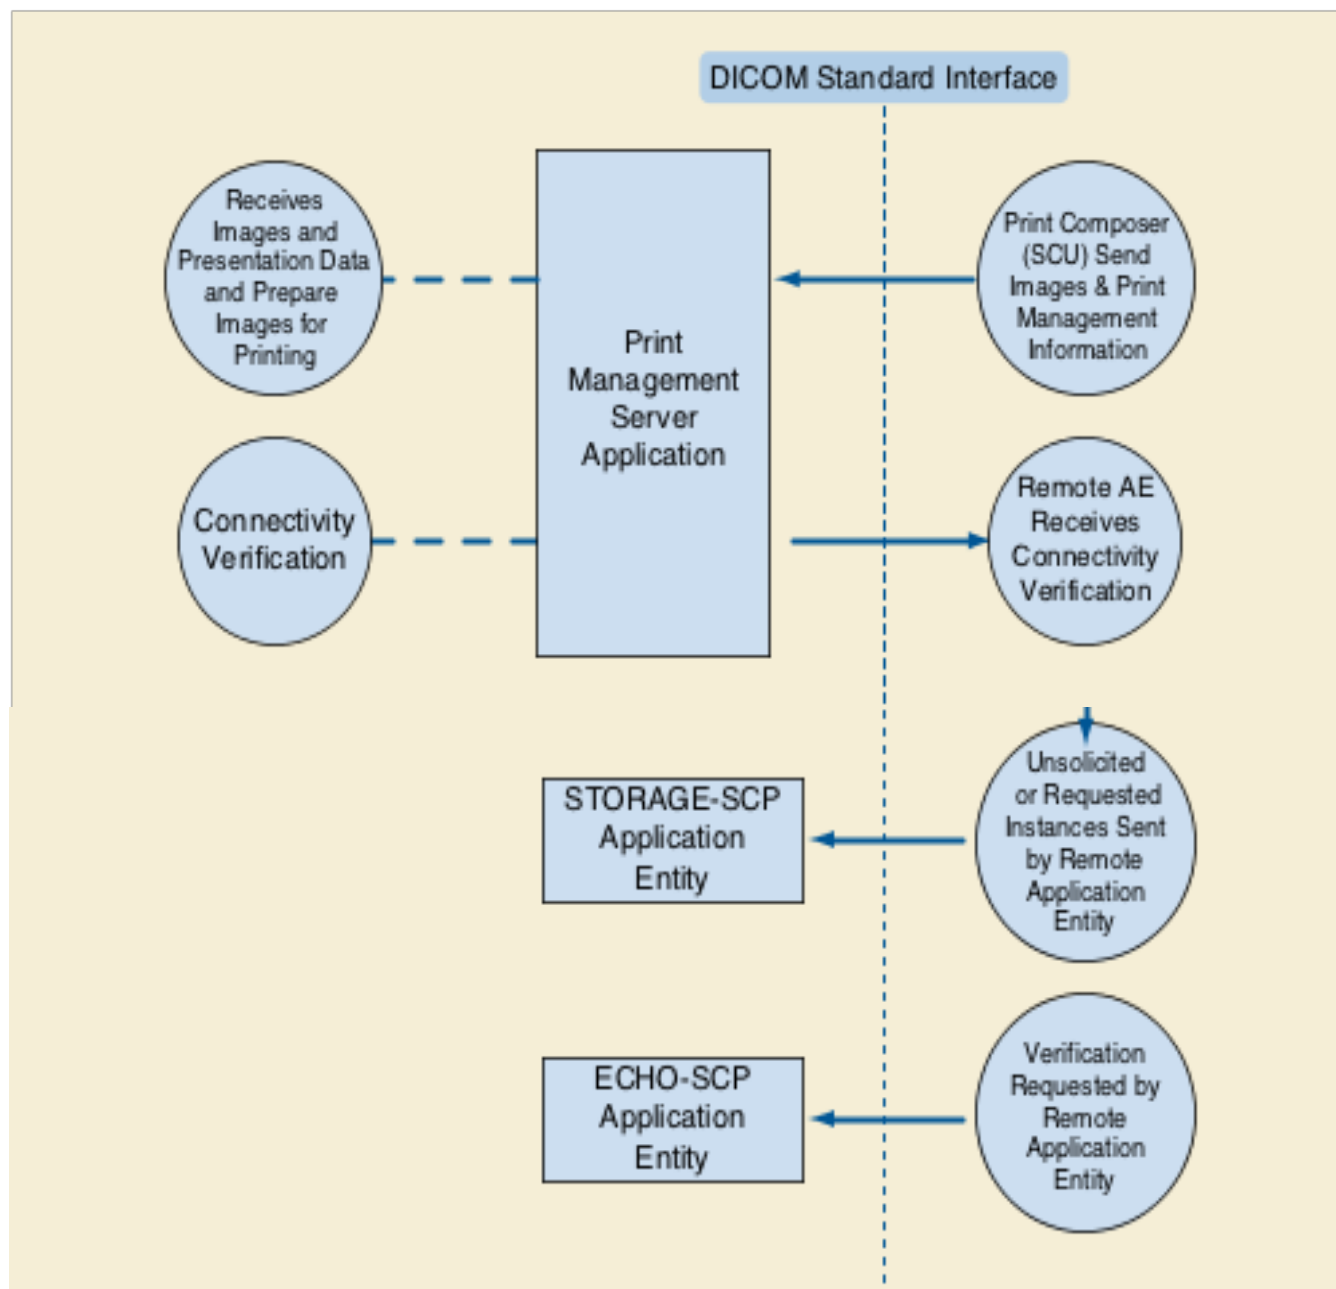 DICOM Standard Interface
Receives
Images and
Presentation Data
and Prepare
Images for
Printing
Print
Management
Server
Application
Print Composer
(SCU) Send
Images & Print
Management
Information
Connectivity
Verification
Remote AE
Receives
Connectivity
Verification
STORAGE-SCP
Application
Entity
Unsolicited
or Requested
Instances Sent
by Remote
Application
Entity
ECHO-SCP
Application
Entity
Verification
Requested by
Remote
Application
Entity